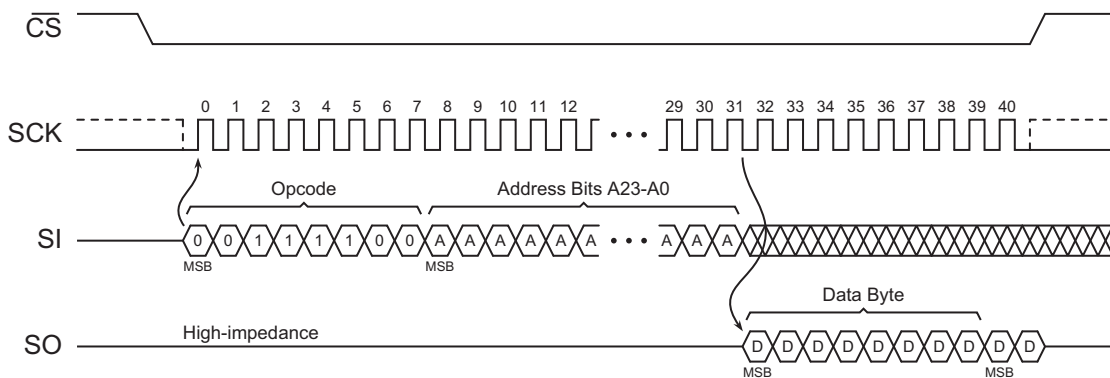 CS
0 1 2 3 4 5 6 7 8 9 10 11 12 29 30 31 32 33 34 35 36 37 38 39 40
SCK
Opcode Address Bits A23-A0
SI 0 0 1 1 1 1 0 0 A A A A A A A A A
MSB MSB
Data Byte
High-impedance
SO D D D D D D D D D D
MSB MSB